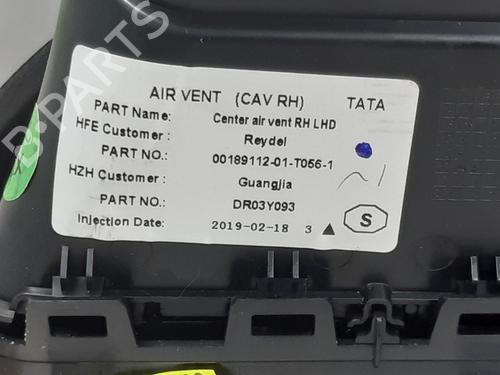 AIR VENT (CAV RH) TATA
PART Name: Center air vent RH LHD
HFE Customer : Reydel
PART NO.: 00189112-01-T056-1
HZH Customer : Guangjia
PART NO.: DR03Y093
Injection Date: 2019-02-18 3 ▲ S
B-PARTS